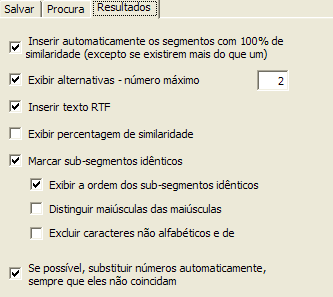 Salvar Procura Resultados
Inserir automaticamente os segmentos com 100% de
similaridade (excepto se existirem mais do que um)
Exibir alternativas - número máximo 2
Inserir texto RTF
Exibir percentagem de similaridade
Marcar sub-segmentos idênticos
Exibir a ordem dos sub-segmentos idênticos
Distinguir maiúsculas das maiúsculas
Excluir caracteres não alfabéticos e de
Se possível, substituir números automaticamente,
sempre que eles não coincidam